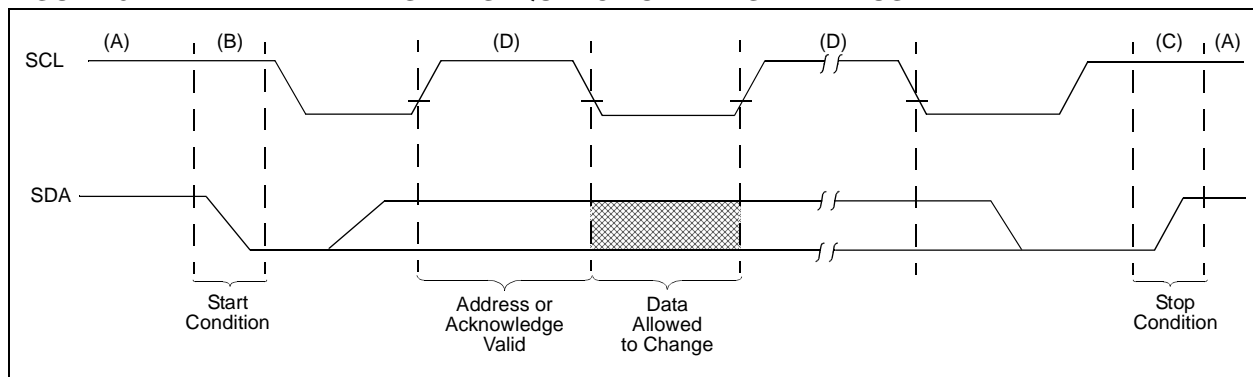 (A) (B) (D) (D) (C) (A)
SCL
SDA
Start
Condition
Address or
Acknowledge
Valid
Data
Allowed
to Change
Stop
Condition